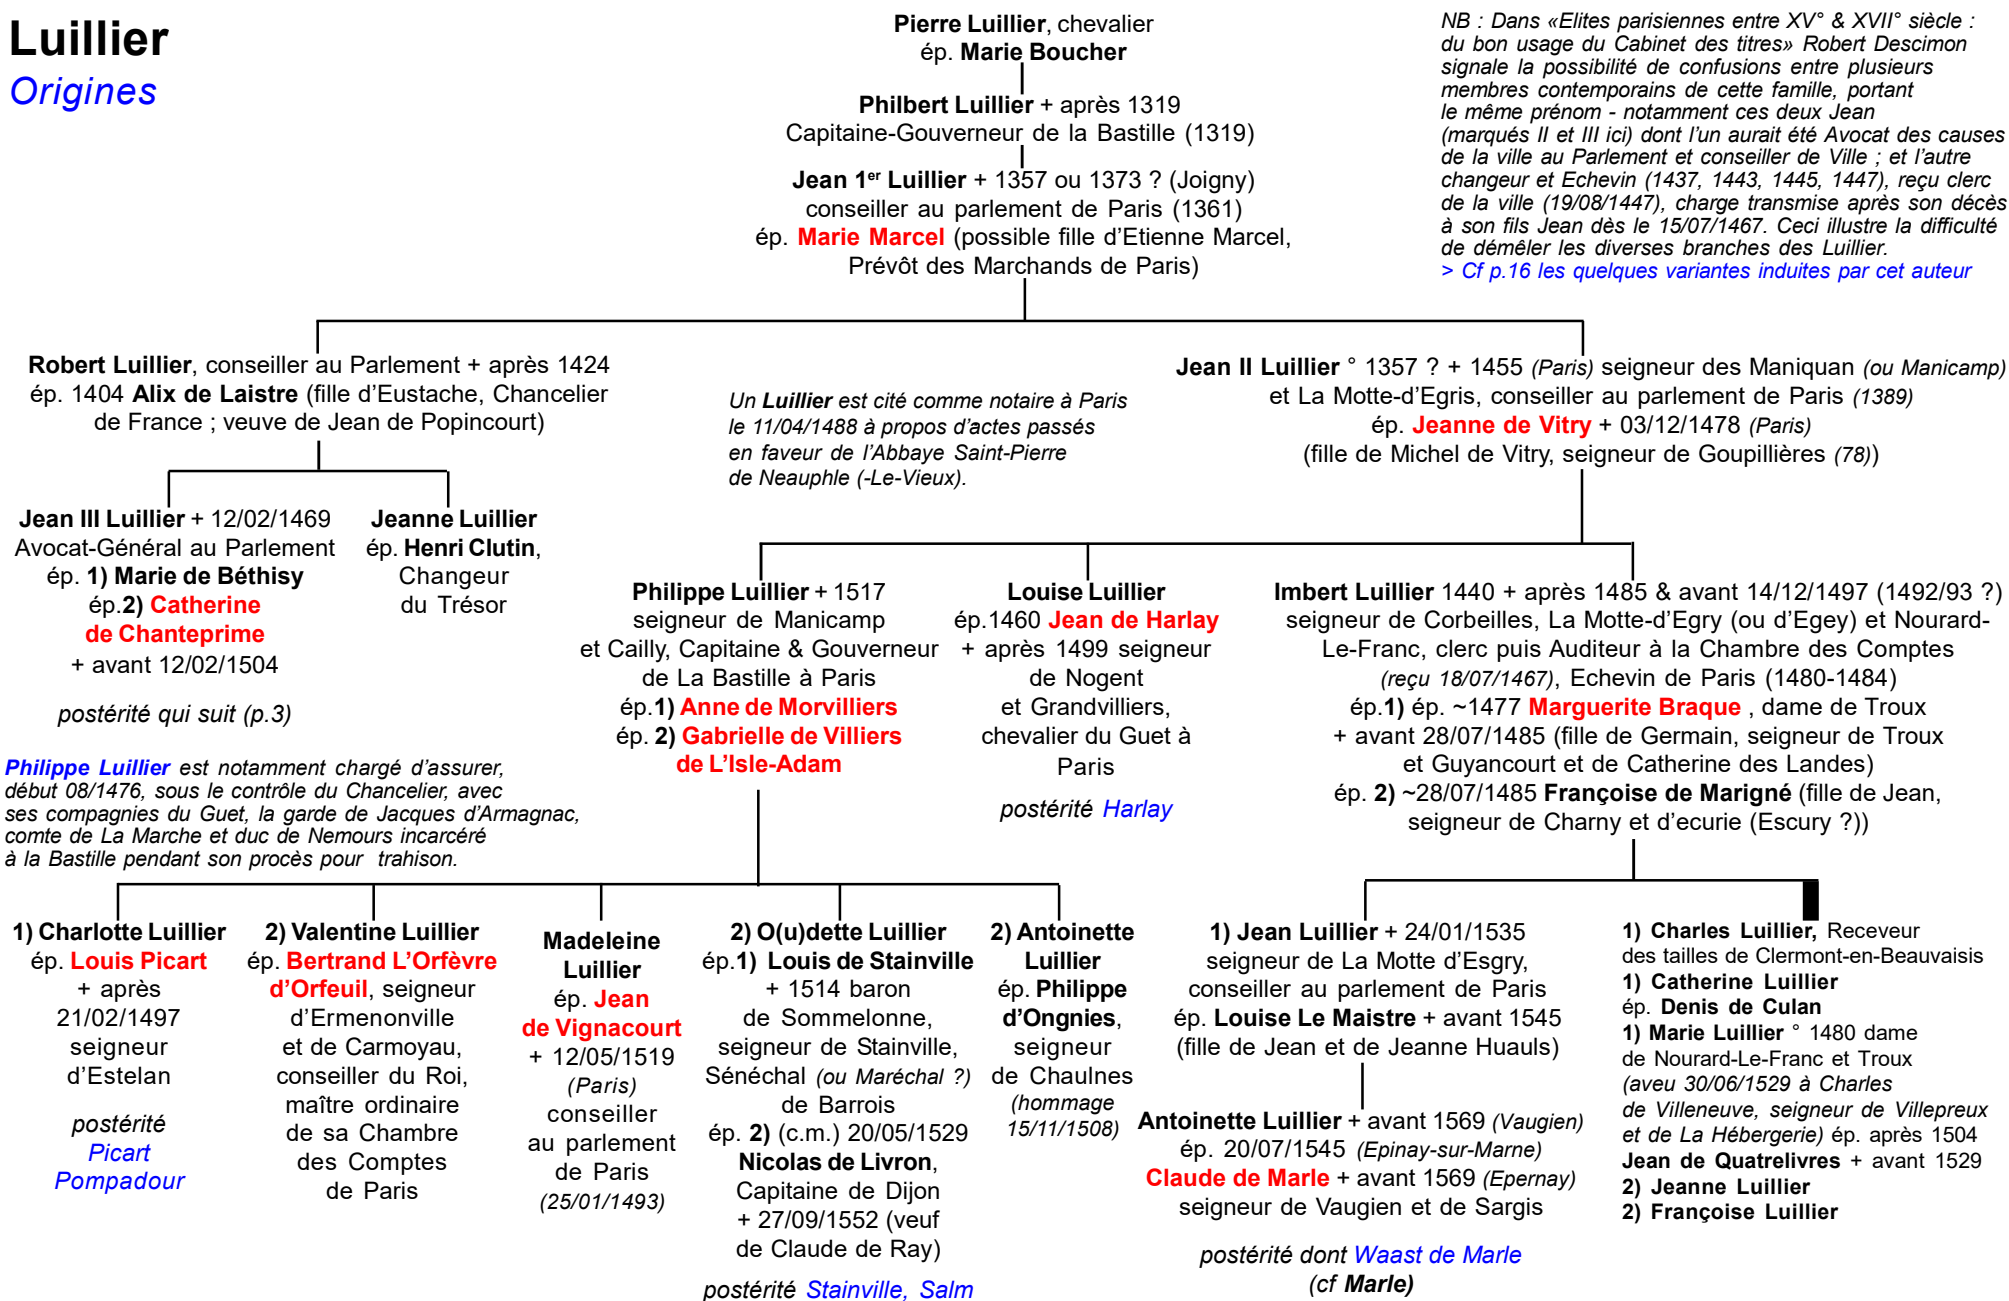 Luillier
Origines
Pierre Luillier, chevalier
ép. Marie Boucher
Philbert Luillier + après 1319
Capitaine-Gouverneur de la Bastille (1319)
Jean 1er Luillier + 1357 ou 1373 ? (Joigny)
conseiller au parlement de Paris (1361)
ép. Marie Marcel (possible fille d'Etienne Marcel,
Prévôt des Marchands de Paris)
NB : Dans «Elites parisiennes entre XV° & XVII° siècle :
du bon usage du Cabinet des titres» Robert Descimon
signale la possibilité de confusions entre plusieurs
membres contemporains de cette famille, portant
le même prénom - notamment ces deux Jean
(marqués II et III ici) dont l'un aurait été Avocat des causes
de la ville au Parlement et conseiller de Ville ; et l'autre
changeur et Echevin (1437, 1443, 1445, 1447), reçu clerc
de la ville (19/08/1447), charge transmise après son décès
à son fils Jean dès le 15/07/1467. Ceci illustre la difficulté
de démêler les diverses branches des Luillier.
> Cf p.16 les quelques variantes induites par cet auteur
Robert Luillier, conseiller au Parlement + après 1424
ép. 1404 Alix de Laistre (fille d'Eustache, Chancelier
de France ; veuve de Jean de Popincourt)
Un Luillier est cité comme notaire à Paris
le 11/04/1488 à propos d'actes passés
en faveur de l'Abbaye Saint-Pierre
de Neauphle (-Le-Vieux).
Jean II Luillier ° 1357 ? + 1455 (Paris) seigneur des Maniquan (ou Manicamp)
et La Motte-d'Egris, conseiller au parlement de Paris (1389)
ép. Jeanne de Vitry + 03/12/1478 (Paris)
(fille de Michel de Vitry, seigneur de Goupillières (78))
Jean III Luillier + 12/02/1469
Avocat-Général au Parlement
ép. 1) Marie de Béthisy
ép.2) Catherine
de Chanteprime
+ avant 12/02/1504
postérité qui suit (p.3)
Jeanne Luillier
ép. Henri Clutin,
Changeur
du Trésor
Philippe Luillier + 1517
seigneur de Manicamp
et Cailly, Capitaine & Gouverneur
de La Bastille à Paris
ép.1) Anne de Morvilliers
ép. 2) Gabrielle de Villiers
de L'Isle-Adam
Louise Luillier
ép.1460 Jean de Harlay
+ après 1499 seigneur
de Nogent
et Grandvilliers,
chevalier du Guet à
Paris
postérité Harlay
Imbert Luillier 1440 + après 1485 & avant 14/12/1497 (1492/93 ?)
seigneur de Corbeilles, La Motte-d'Egry (ou d'Egey) et Nourard-
Le-Franc, clerc puis Auditeur à la Chambre des Comptes
(reçu 18/07/1467), Echevin de Paris (1480-1484)
ép.1) ép. ~1477 Marguerite Braque , dame de Troux
+ avant 28/07/1485 (fille de Germain, seigneur de Troux
et Guyancourt et de Catherine des Landes)
ép. 2) ~28/07/1485 Françoise de Marigné (fille de Jean,
seigneur de Charny et d'ecurie (Escury ?))
Philippe Luillier est notamment chargé d'assurer,
début 08/1476, sous le contrôle du Chancelier, avec
ses compagnies du Guet, la garde de Jacques d'Armagnac,
comte de La Marche et duc de Nemours incarcéré
à la Bastille pendant son procès pour trahison.
1) Charlotte Luillier
ép. Louis Picart
+ après
21/02/1497
seigneur
d'Estelan
postérité
Picart
Pompadour
2) Valentine Luillier
ép. Bertrand L'Orfèvre
d'Orfeuil, seigneur
d'Ermenonville
et de Carmoyau,
conseiller du Roi,
maître ordinaire
de sa Chambre
des Comptes
de Paris
Madeleine
Luillier
ép. Jean
de Vignacourt
+ 12/05/1519
(Paris)
conseiller
au parlement
de Paris
(25/01/1493)
2) O(u)dette Luillier
ép.1) Louis de Stainville
+ 1514 baron
de Sommelonne,
seigneur de Stainville,
Sénéchal (ou Maréchal ?)
de Barrois
ép. 2) (c.m.) 20/05/1529
Nicolas de Livron,
Capitaine de Dijon
+ 27/09/1552 (veuf
de Claude de Ray)
postérité Stainville, Salm
2) Antoinette
Luillier
ép. Philippe
d'Ongnies,
seigneur
de Chaulnes
(hommage
15/11/1508)
1) Jean Luillier + 24/01/1535
seigneur de La Motte d'Esgry,
conseiller au parlement de Paris
ép. Louise Le Maistre + avant 1545
(fille de Jean et de Jeanne Huauls)
Antoinette Luillier + avant 1569 (Vaugien)
ép. 20/07/1545 (Epinay-sur-Marne)
Claude de Marle + avant 1569 (Epernay)
seigneur de Vaugien et de Sargis
postérité dont Waast de Marle
(cf Marle)
1) Charles Luillier, Receveur
des tailles de Clermont-en-Beauvaisis
1) Catherine Luillier
ép. Denis de Culan
1) Marie Luillier ° 1480 dame
de Nourard-Le-Franc et Troux
(aveu 30/06/1529 à Charles
de Villeneuve, seigneur de Villepreux
et de La Hébergerie) ép. après 1504
Jean de Quatrelivres + avant 1529
2) Jeanne Luillier
2) Françoise Luillier